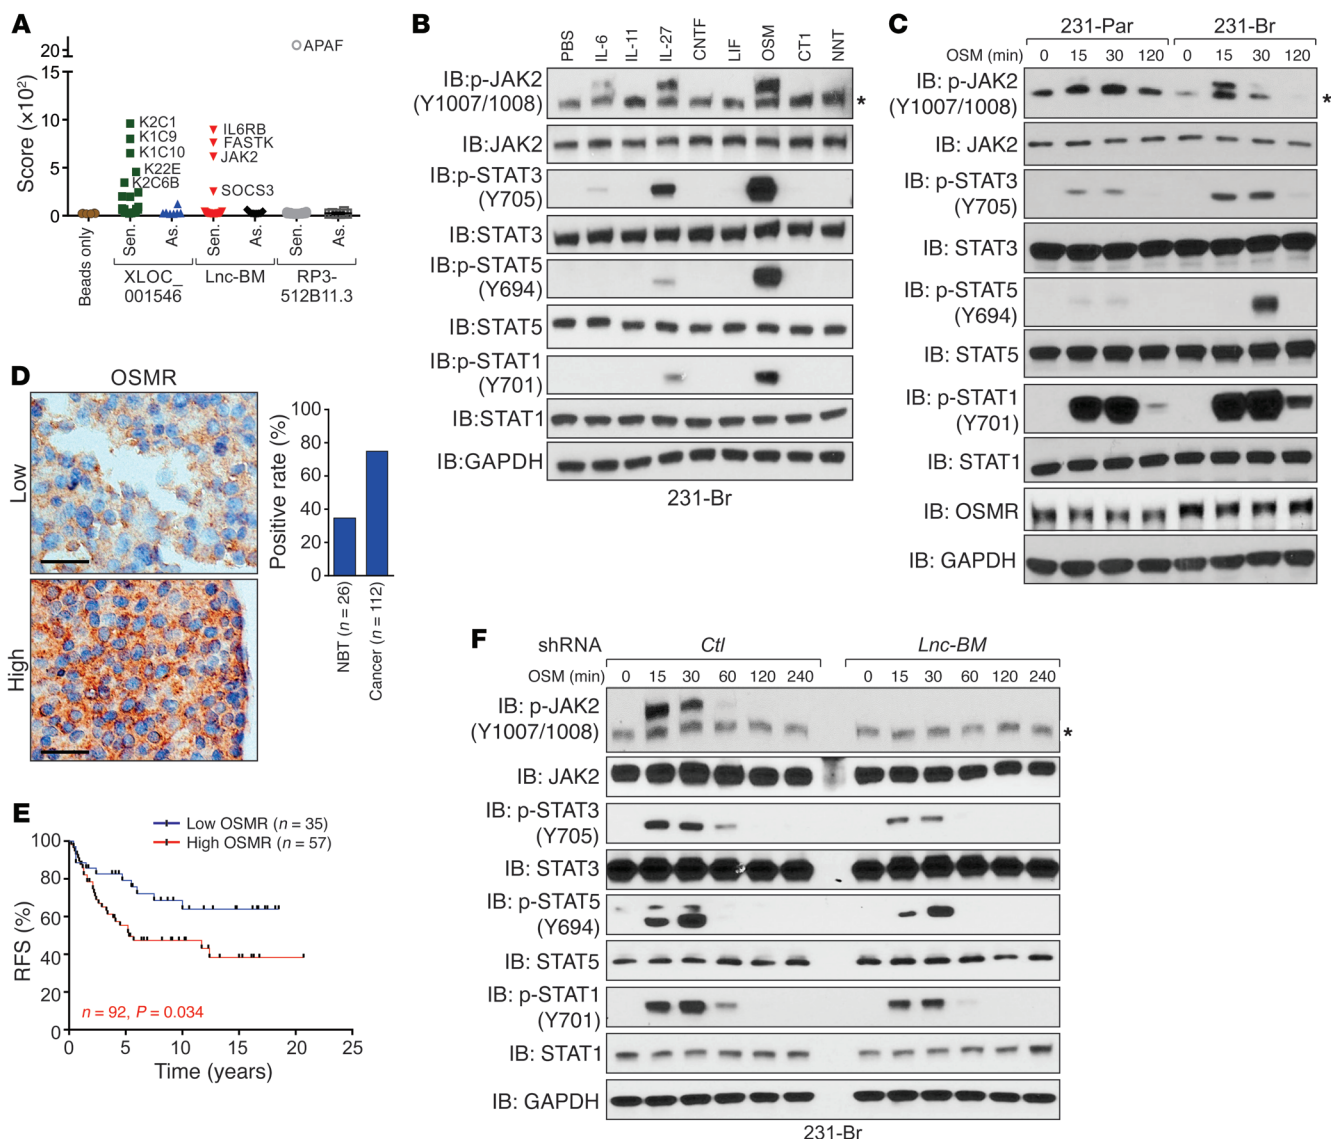 A
Score (×10²)
20
15
10
5
0
APAF
K2C1
K1C9
K1C10
K22E
K2C6B
IL6RB
FASTK
JAK2
SOCS3
Beads only
Sen.
As.
Sen.
As.
Sen.
As.
XLOC_
001546
Lnc-BM
RP3-
512B11.3
B
PBS
IL-6
IL-11
IL-27
CNTF
LIF
OSM
CT1
NNT
IB:p-JAK2
(Y1007/1008)
*
IB:JAK2
IB:p-STAT3
(Y705)
IB:STAT3
IB:p-STAT5
(Y694)
IB:STAT5
IB:p-STAT1
(Y701)
IB:STAT1
IB:GAPDH
231-Br
C
231-Par 231-Br
OSM (min) 0 15 30 120 0 15 30 120
IB: p-JAK2
(Y1007/1008)
*
IB: JAK2
IB: p-STAT3
(Y705)
IB: STAT3
IB: p-STAT5
(Y694)
IB: STAT5
IB: p-STAT1
(Y701)
IB: STAT1
IB: OSMR
IB: GAPDH
D
OSMR
Low
High
Positive rate (%)
100
80
60
40
20
0
NBT (n = 26)
Cancer (n = 112)
E
Low OSMR (n = 35)
High OSMR (n = 57)
RFS (%)
100
80
60
40
20
0
n = 92, P = 0.034
0 5 10 15 20 25
Time (years)
F
shRNA Ctl Lnc-BM
OSM (min) 0 15 30 60 120 240 0 15 30 60 120 240
IB: p-JAK2
(Y1007/1008)
*
IB: JAK2
IB: p-STAT3
(Y705)
IB: STAT3
IB: p-STAT5
(Y694)
IB: STAT5
IB: p-STAT1
(Y701)
IB: STAT1
IB: GAPDH
231-Br